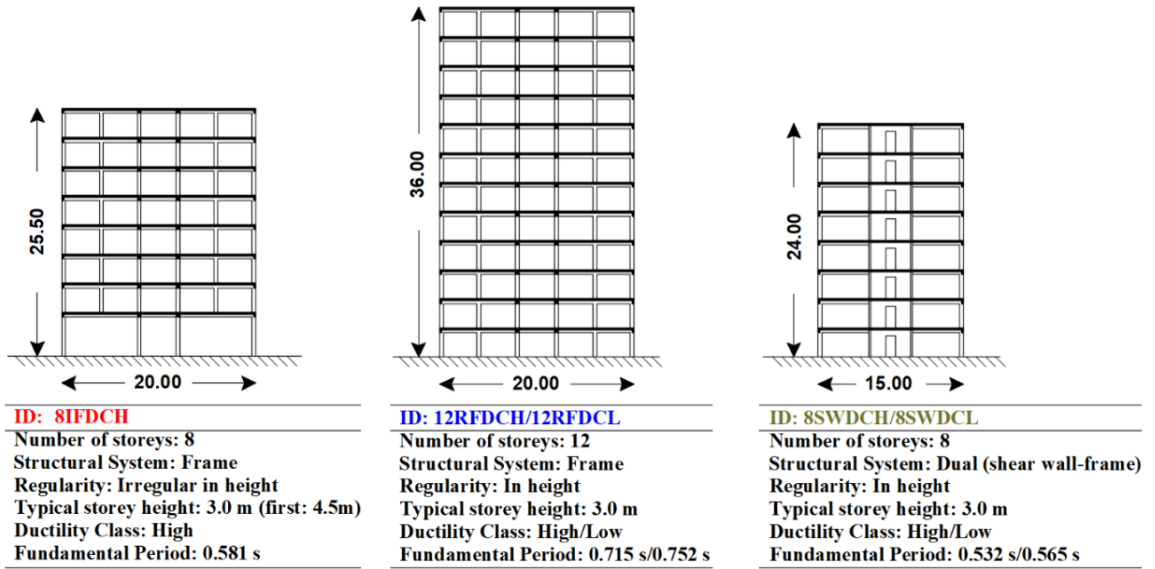 25.50
20.00
36.00
20.00
24.00
15.00
ID: 8IFDCH
Number of storeys: 8
Structural System: Frame
Regularity: Irregular in height
Typical storey height: 3.0 m (first: 4.5m)
Ductility Class: High
Fundamental Period: 0.581 s
ID: 12RFDCH/12RFDCL
Number of storeys: 12
Structural System: Frame
Regularity: In height
Typical storey height: 3.0 m
Ductility Class: High/Low
Fundamental Period: 0.715 s/0.752 s
ID: 8SWDCH/8SWDCL
Number of storeys: 8
Structural System: Dual (shear wall-frame)
Regularity: In height
Typical storey height: 3.0 m
Ductility Class: High/Low
Fundamental Period: 0.532 s/0.565 s